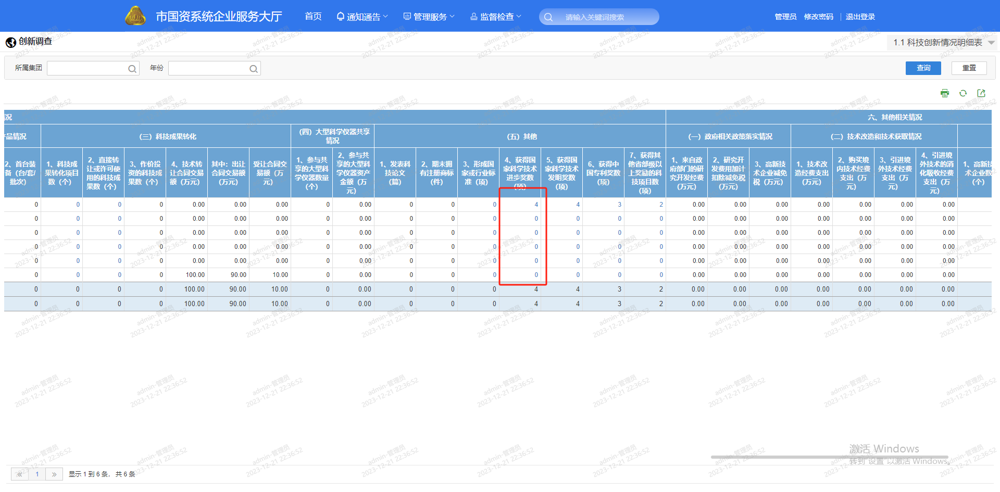 市国资系统企业服务大厅 首页 通知通告 管理服务 监督检查 请输入关键词搜索 管理员 修改密码 退出登录
创新调查 1.1 科技创新情况明细表
所属集团 年份 查询 重置
情况 六、其他相关情况
产品情况 (三) 科技成果转化 (四) 大型科学仪器共享情况 (五) 其他 (一) 政府相关政策落实情况 (二) 技术改造和技术获取情况
2、首台装备（台/套/批次） 1、科技成果转化项目数（个） 2、直接转让或许可使用的科技成果数（个） 3、作价投资的科技成果数（个） 4、技术转让合同交易额（万元） 其中：出让合同交易额（万元） 受让合同交易额（万元） 1、参与共享的大型科学仪器数量（个） 2、参与共享的大型科学仪器资产金额（万元） 1、发表科技论文（篇） 2、期末拥有注册商标（件） 3、形成国家或行业标准（项） 4、获得国家科学技术进步奖数（项） 5、获得国家科学技术发明奖数（项） 6、获得中国专利奖数（项） 7、获得其他省部级以上奖励的科技项目数（项） 1、来自政府部门的研究开发经费（万元） 2、研究开发费用加计扣除减免税（万元） 3、高新技术企业减免税（万元） 1、技术改造经费支出（万元） 2、购买境内技术经费支出（万元） 3、引进境外技术经费支出（万元） 4、引进境外技术的消化吸收经费支出（万元） 1、高新技术企业数（个）
0 0 0 0 0.00 0.00 0.00 0 0.00 0 0 0 4 4 3 2 0.00 0.00 0.00 0.00 0.00 0.00 0.00
0 0 0 0 0.00 0.00 0.00 0 0.00 0 0 0 0 0 0 0 0.00 0.00 0.00 0.00 0.00 0.00 0.00
0 0 0 0 0.00 0.00 0.00 0 0.00 0 0 0 0 0 0 0 0.00 0.00 0.00 0.00 0.00 0.00 0.00
0 0 0 0 0.00 0.00 0.00 0 0.00 0 0 0 0 0 0 0 0.00 0.00 0.00 0.00 0.00 0.00 0.00
0 0 0 0 0.00 0.00 0.00 0 0.00 0 0 0 0 0 0 0 0.00 0.00 0.00 0.00 0.00 0.00 0.00
0 0 0 0 100.00 90.00 10.00 0 0.00 0 0 0 0 0 0 0 0.00 0.00 0.00 0.00 0.00 0.00 0.00
0 0 0 0 100.00 90.00 10.00 0 0.00 0 0 0 4 4 3 2 0.00 0.00 0.00 0.00 0.00 0.00 0.00
0 0 0 0 100.00 90.00 10.00 0 0.00 0 0 0 4 4 3 2 0.00 0.00 0.00 0.00 0.00 0.00 0.00
admin-管理员
2023-12-21 22:36:52
激活 Windows
转到"设置"以激活 Windows。
« 1 » 显示 1 到 6 条， 共 6 条